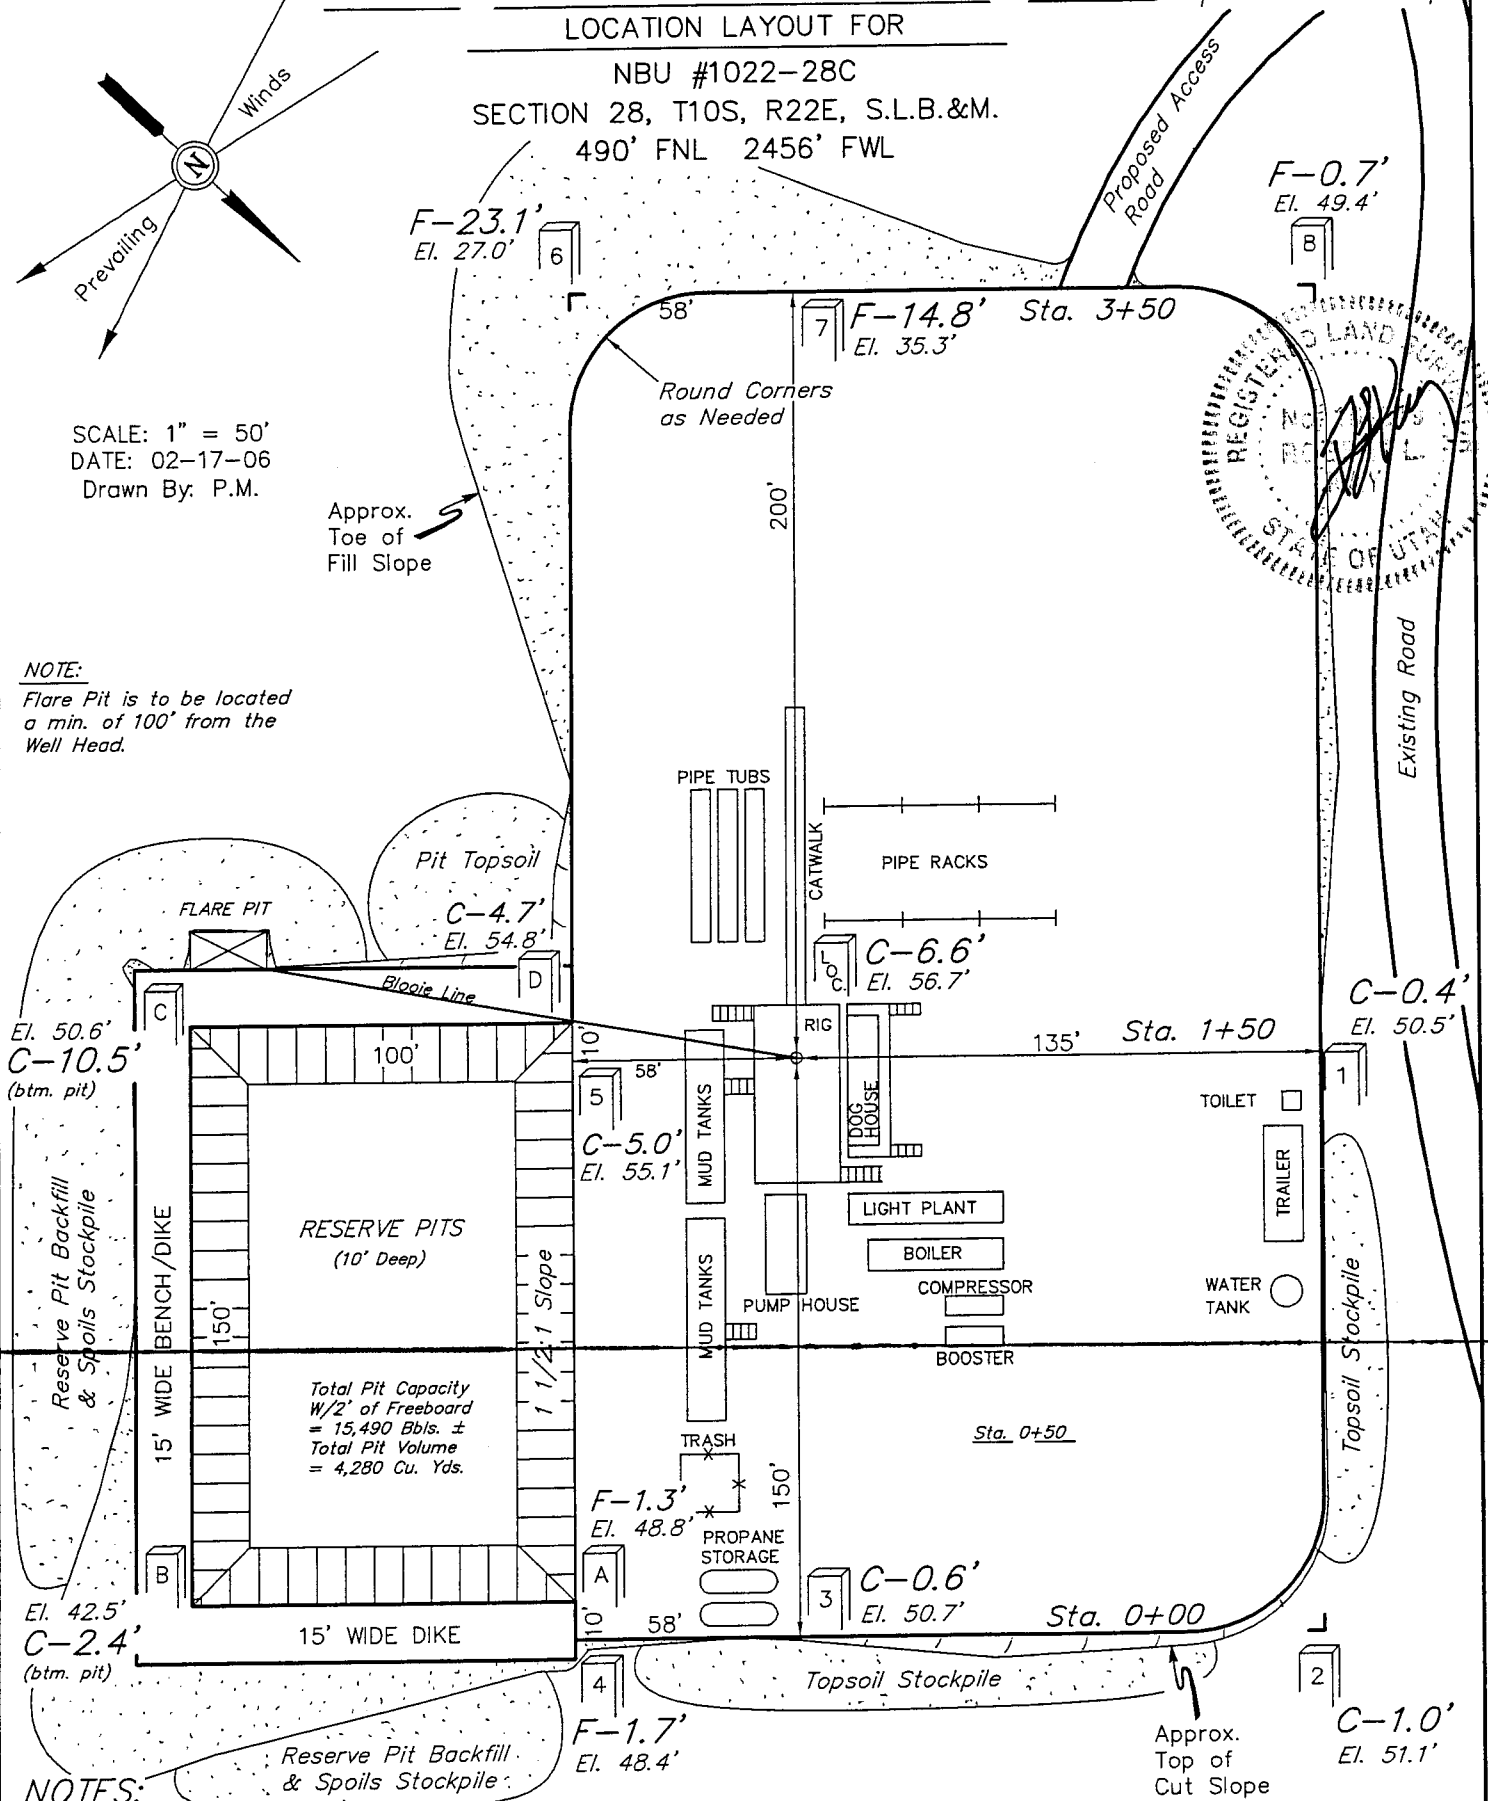 LOCATION LAYOUT FOR
NBU #1022-28C
SECTION 28, T10S, R22E, S.L.B.&M.
490' FNL 2456' FWL
Winds
N
Prevailing
SCALE: 1" = 50'
DATE: 02-17-06
Drawn By: P.M.
Proposed Access
Road
F-0.7'
El. 49.4'
8
F-23.1'
El. 27.0'
6
58'
7
F-14.8'
El. 35.3'
Sta. 3+50
Round Corners
as Needed
REGISTERED LAND SURVEYOR
STATE OF UTAH
Approx.
Toe of
Fill Slope
200'
Existing Road
NOTE:
Flare Pit is to be located
a min. of 100' from the
Well Head.
PIPE TUBS
CATWALK
PIPE RACKS
Pit Topsoil
FLARE PIT
C-4.7'
El. 54.8'
D
LOC.
C-6.6'
El. 56.7'
Blooie Line
RIG
C
El. 50.6'
C-10.5'
(btm. pit)
100'
10'
58'
135'
Sta. 1+50
C-0.4'
El. 50.5'
1
5
C-5.0'
El. 55.1'
MUD TANKS
DOG
HOUSE
TOILET
TRAILER
LIGHT PLANT
BOILER
COMPRESSOR
PUMP HOUSE
BOOSTER
WATER
TANK
MUD TANKS
Reserve Pit Backfill
& Spoils Stockpile
15' WIDE BENCH/DIKE
150'
RESERVE PITS
(10' Deep)
1 1/2:1 Slope
Total Pit Capacity
W/2' of Freeboard
= 15,490 Bbls. ±
Total Pit Volume
= 4,280 Cu. Yds.
Topsoil Stockpile
Sta. 0+50
TRASH
150'
F-1.3'
El. 48.8'
PROPANE
STORAGE
B
A
El. 42.5'
C-2.4'
(btm. pit)
15' WIDE DIKE
10'
58'
3
C-0.6'
El. 50.7'
Sta. 0+00
4
F-1.7'
El. 48.4'
Topsoil Stockpile
2
C-1.0'
El. 51.1'
Approx.
Top of
Cut Slope
Reserve Pit Backfill
& Spoils Stockpile
NOTES: